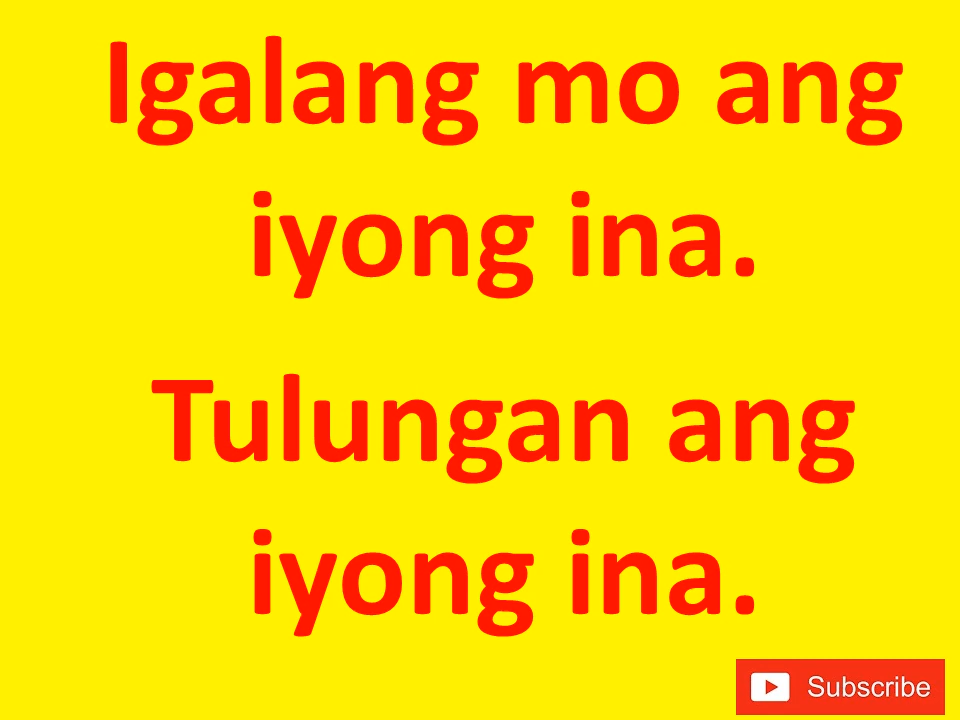 Igalang mo ang
iyong ina.
Tulungan ang
iyong ina.
Subscribe